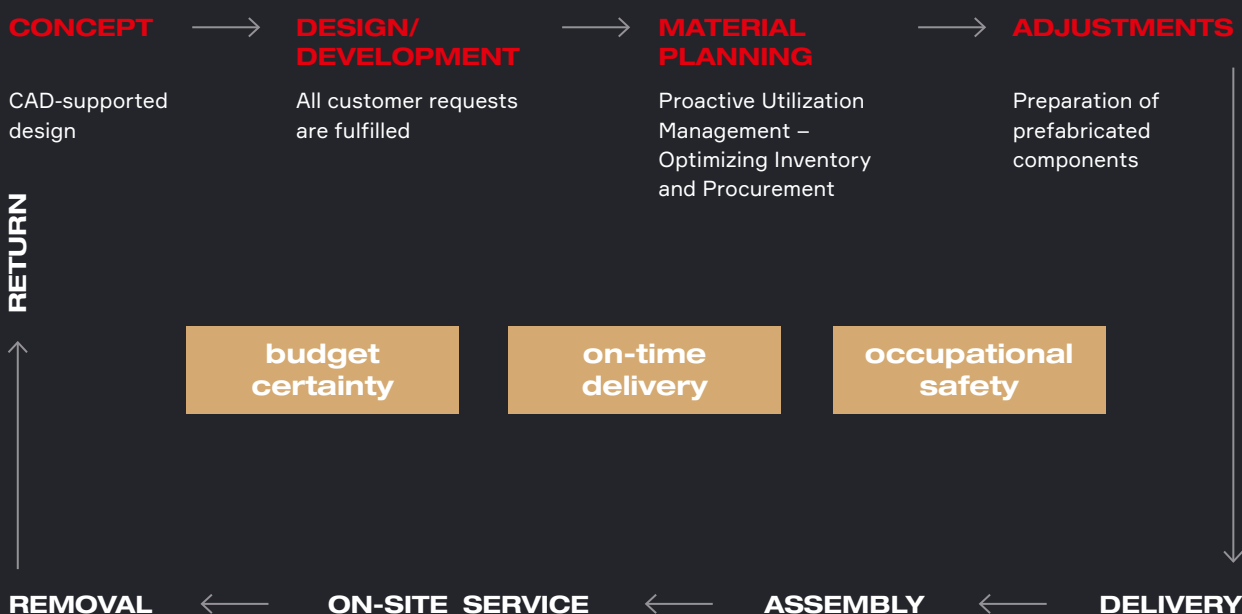 CONCEPT
DESIGN/
DEVELOPMENT
MATERIAL
PLANNING
ADJUSTMENTS
CAD-supported
design
All customer requests
are fulfilled
Proactive Utilization
Management –
Optimizing Inventory
and Procurement
Preparation of
prefabricated
components
RETURN
budget
certainty
on-time
delivery
occupational
safety
REMOVAL
ON-SITE SERVICE
ASSEMBLY
DELIVERY